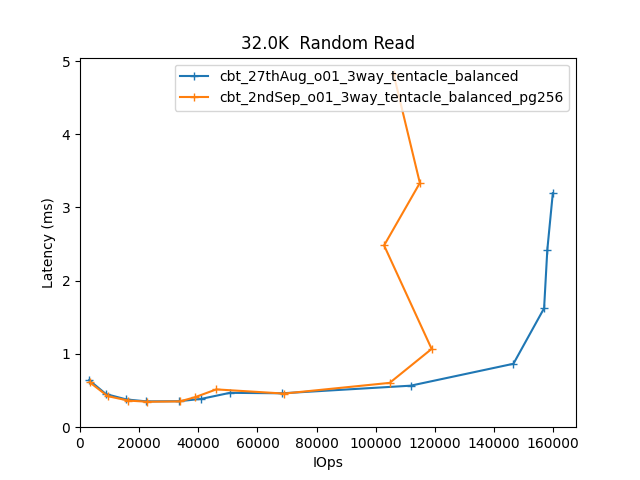 32.0K  Random Read
cbt_27thAug_o01_3way_tentacle_balanced
cbt_2ndSep_o01_3way_tentacle_balanced_pg256
Latency (ms)
5
4
3
2
1
0
0 20000 40000 60000 80000 100000 120000 140000 160000
IOps